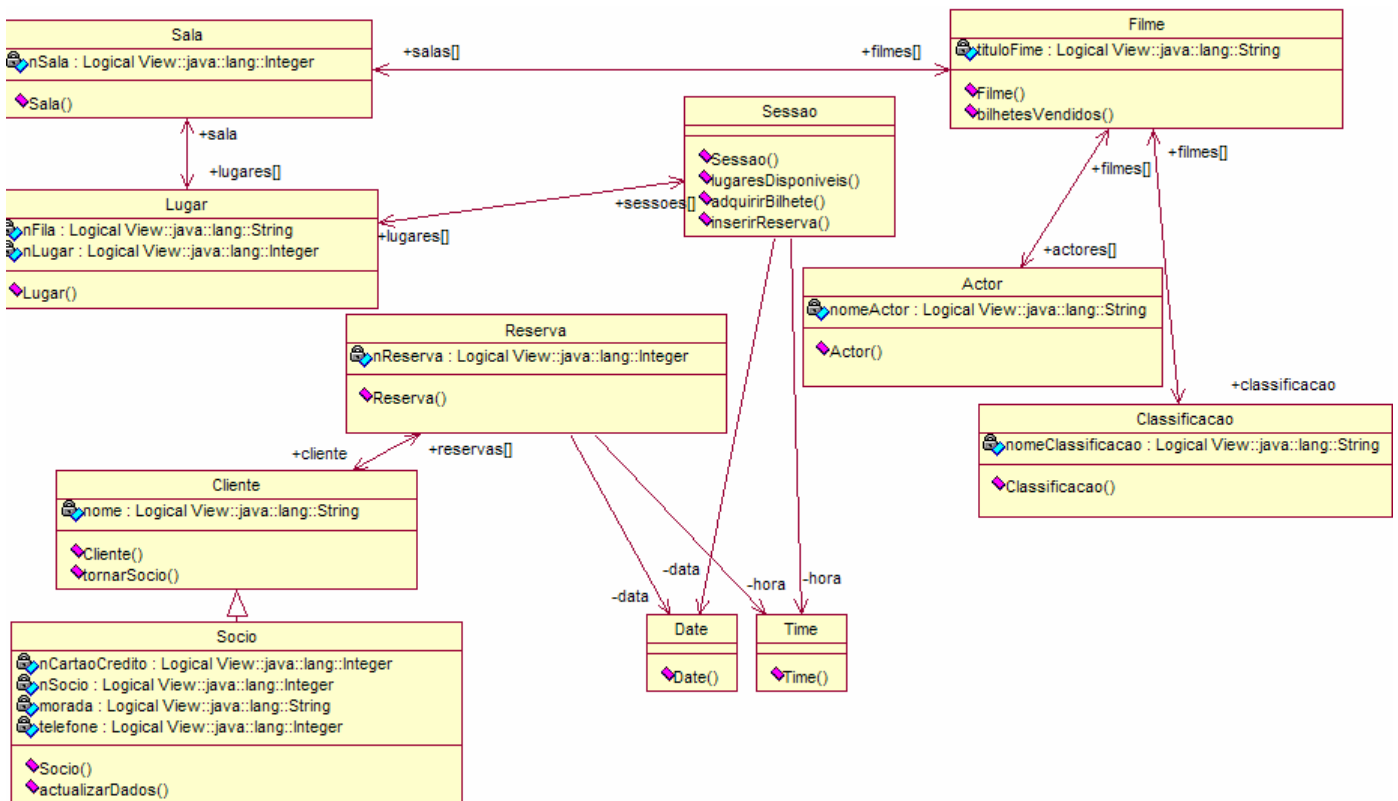 Sala
nSala : Logical View::java::lang::Integer
Sala()
+salas[]
+filmes[]
Filme
tituloFime : Logical View::java::lang::String
Filme()
bilhetesVendidos()
+sala
+lugares[]
Lugar
nFila : Logical View::java::lang::String
nLugar : Logical View::java::lang::Integer
Lugar()
+lugares[]
+sessoes[]
Sessao
Sessao()
lugaresDisponiveis()
adquirirBilhete()
inserirReserva()
+filmes[]
+filmes[]
+actores[]
Actor
nomeActor : Logical View::java::lang::String
Actor()
+classificacao
Classificacao
nomeClassificacao : Logical View::java::lang::String
Classificacao()
Reserva
nReserva : Logical View::java::lang::Integer
Reserva()
+cliente
+reservas[]
Cliente
nome : Logical View::java::lang::String
Cliente()
tornarSocio()
-data
-data
-hora
-hora
Date
Date()
Time
Time()
Socio
nCartaoCredito : Logical View::java::lang::Integer
nSocio : Logical View::java::lang::Integer
morada : Logical View::java::lang::String
telefone : Logical View::java::lang::Integer
Socio()
actualizarDados()